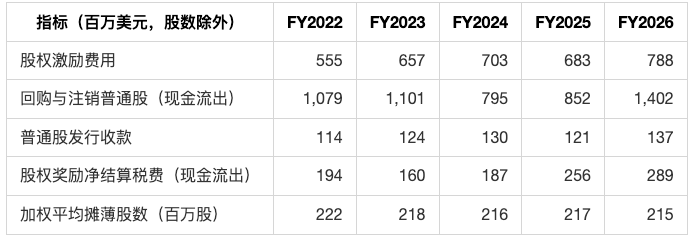 指标（百万美元，股数除外） FY2022 FY2023 FY2024 FY2025 FY2026
股权激励费用 555 657 703 683 788
回购与注销普通股（现金流出） 1,079 1,101 795 852 1,402
普通股发行收款 114 124 130 121 137
股权奖励净结算税费（现金流出） 194 160 187 256 289
加权平均摊薄股数（百万股） 222 218 216 217 215